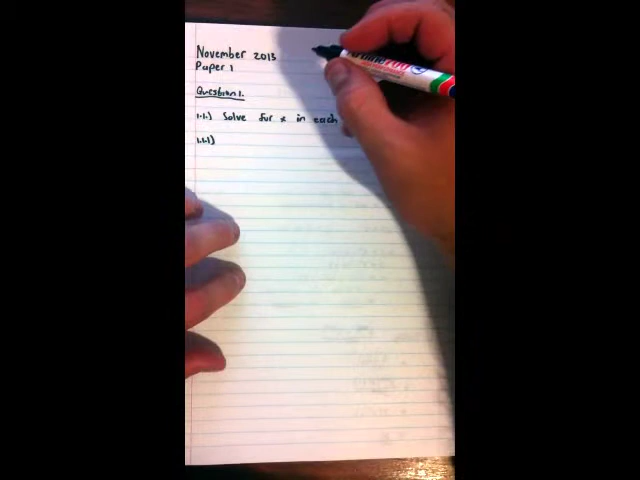 November 2013
Paper 1
Question 1.
1.1.) Solve for x in each
1.1.1)